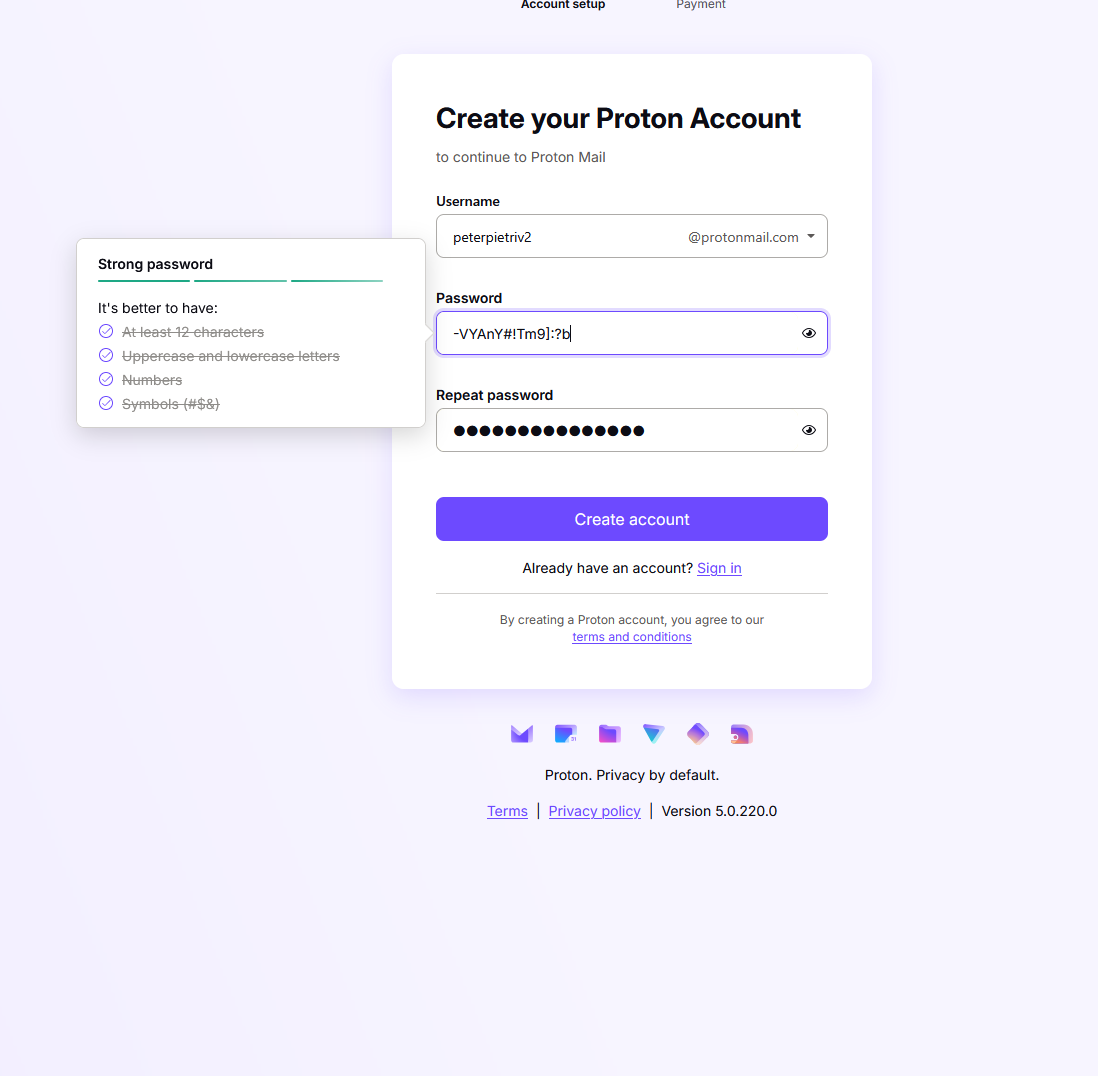 Account setup
Payment
Create your Proton Account
to continue to Proton Mail
Username
peterpietriv2
@protonmail.com
Strong password
It's better to have:
At least 12 characters
Uppercase and lowercase letters
Numbers
Symbols (#$&)
Password
-VYAnY#!Tm9]:?b
Repeat password
●●●●●●●●●●●●●●●
Create account
Already have an account? Sign in
By creating a Proton account, you agree to our
terms and conditions
Proton. Privacy by default.
Terms | Privacy policy | Version 5.0.220.0